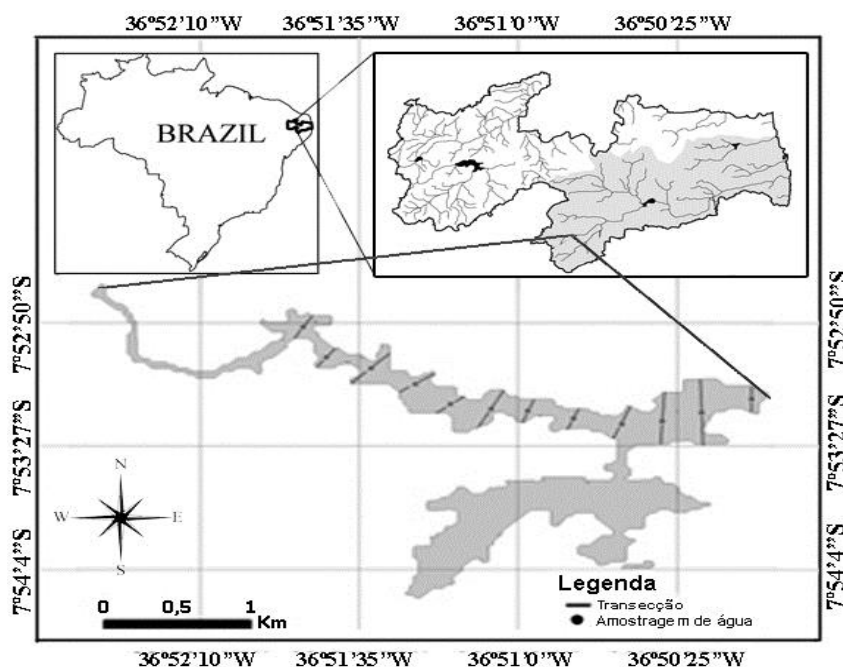 36º52'10"W 36º51'35"W 36º51'0"W 36º50'25"W
BRAZIL
7º52'50"S 7º52'50"S
7º53'27"S 7º53'27"S
N
W E
S
7º54'4"S 7º54'4"S
Legenda
Transecção
Amostragem de água
0 0,5 1
Km
36º52'10"W 36º51'35"W 36º51'0"W 36º50'25"W